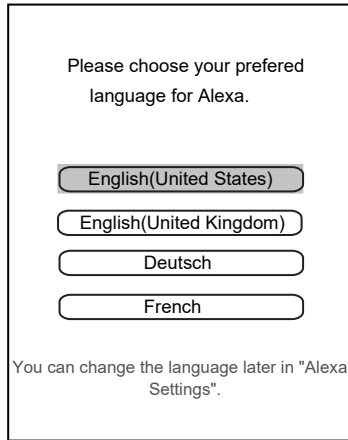 Please choose your prefered
language for Alexa.
English(United States)
English(United Kingdom)
Deutsch
French
You can change the language later in "Alexa
Settings".